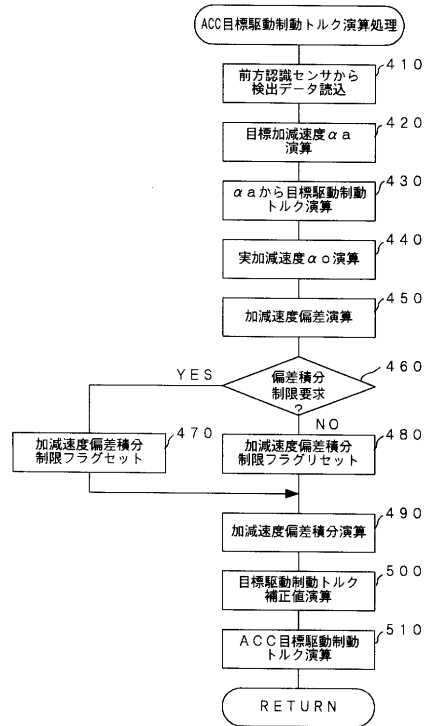 ACC目標駆動制動トルク演算処理
410
前方認識センサから
検出データ読込
420
目標加減速度αa
演算
430
αaから目標駆動制動
トルク演算
440
実加減速度αo演算
450
加減速度偏差演算
460
偏差積分
制限要求
?
YES
NO
470
加減速度偏差積分
制限フラグセット
480
加減速度偏差積分
制限フラグリセット
490
加減速度偏差積分演算
500
目標駆動制動トルク
補正値演算
510
ACC目標駆動制動
トルク演算
RETURN